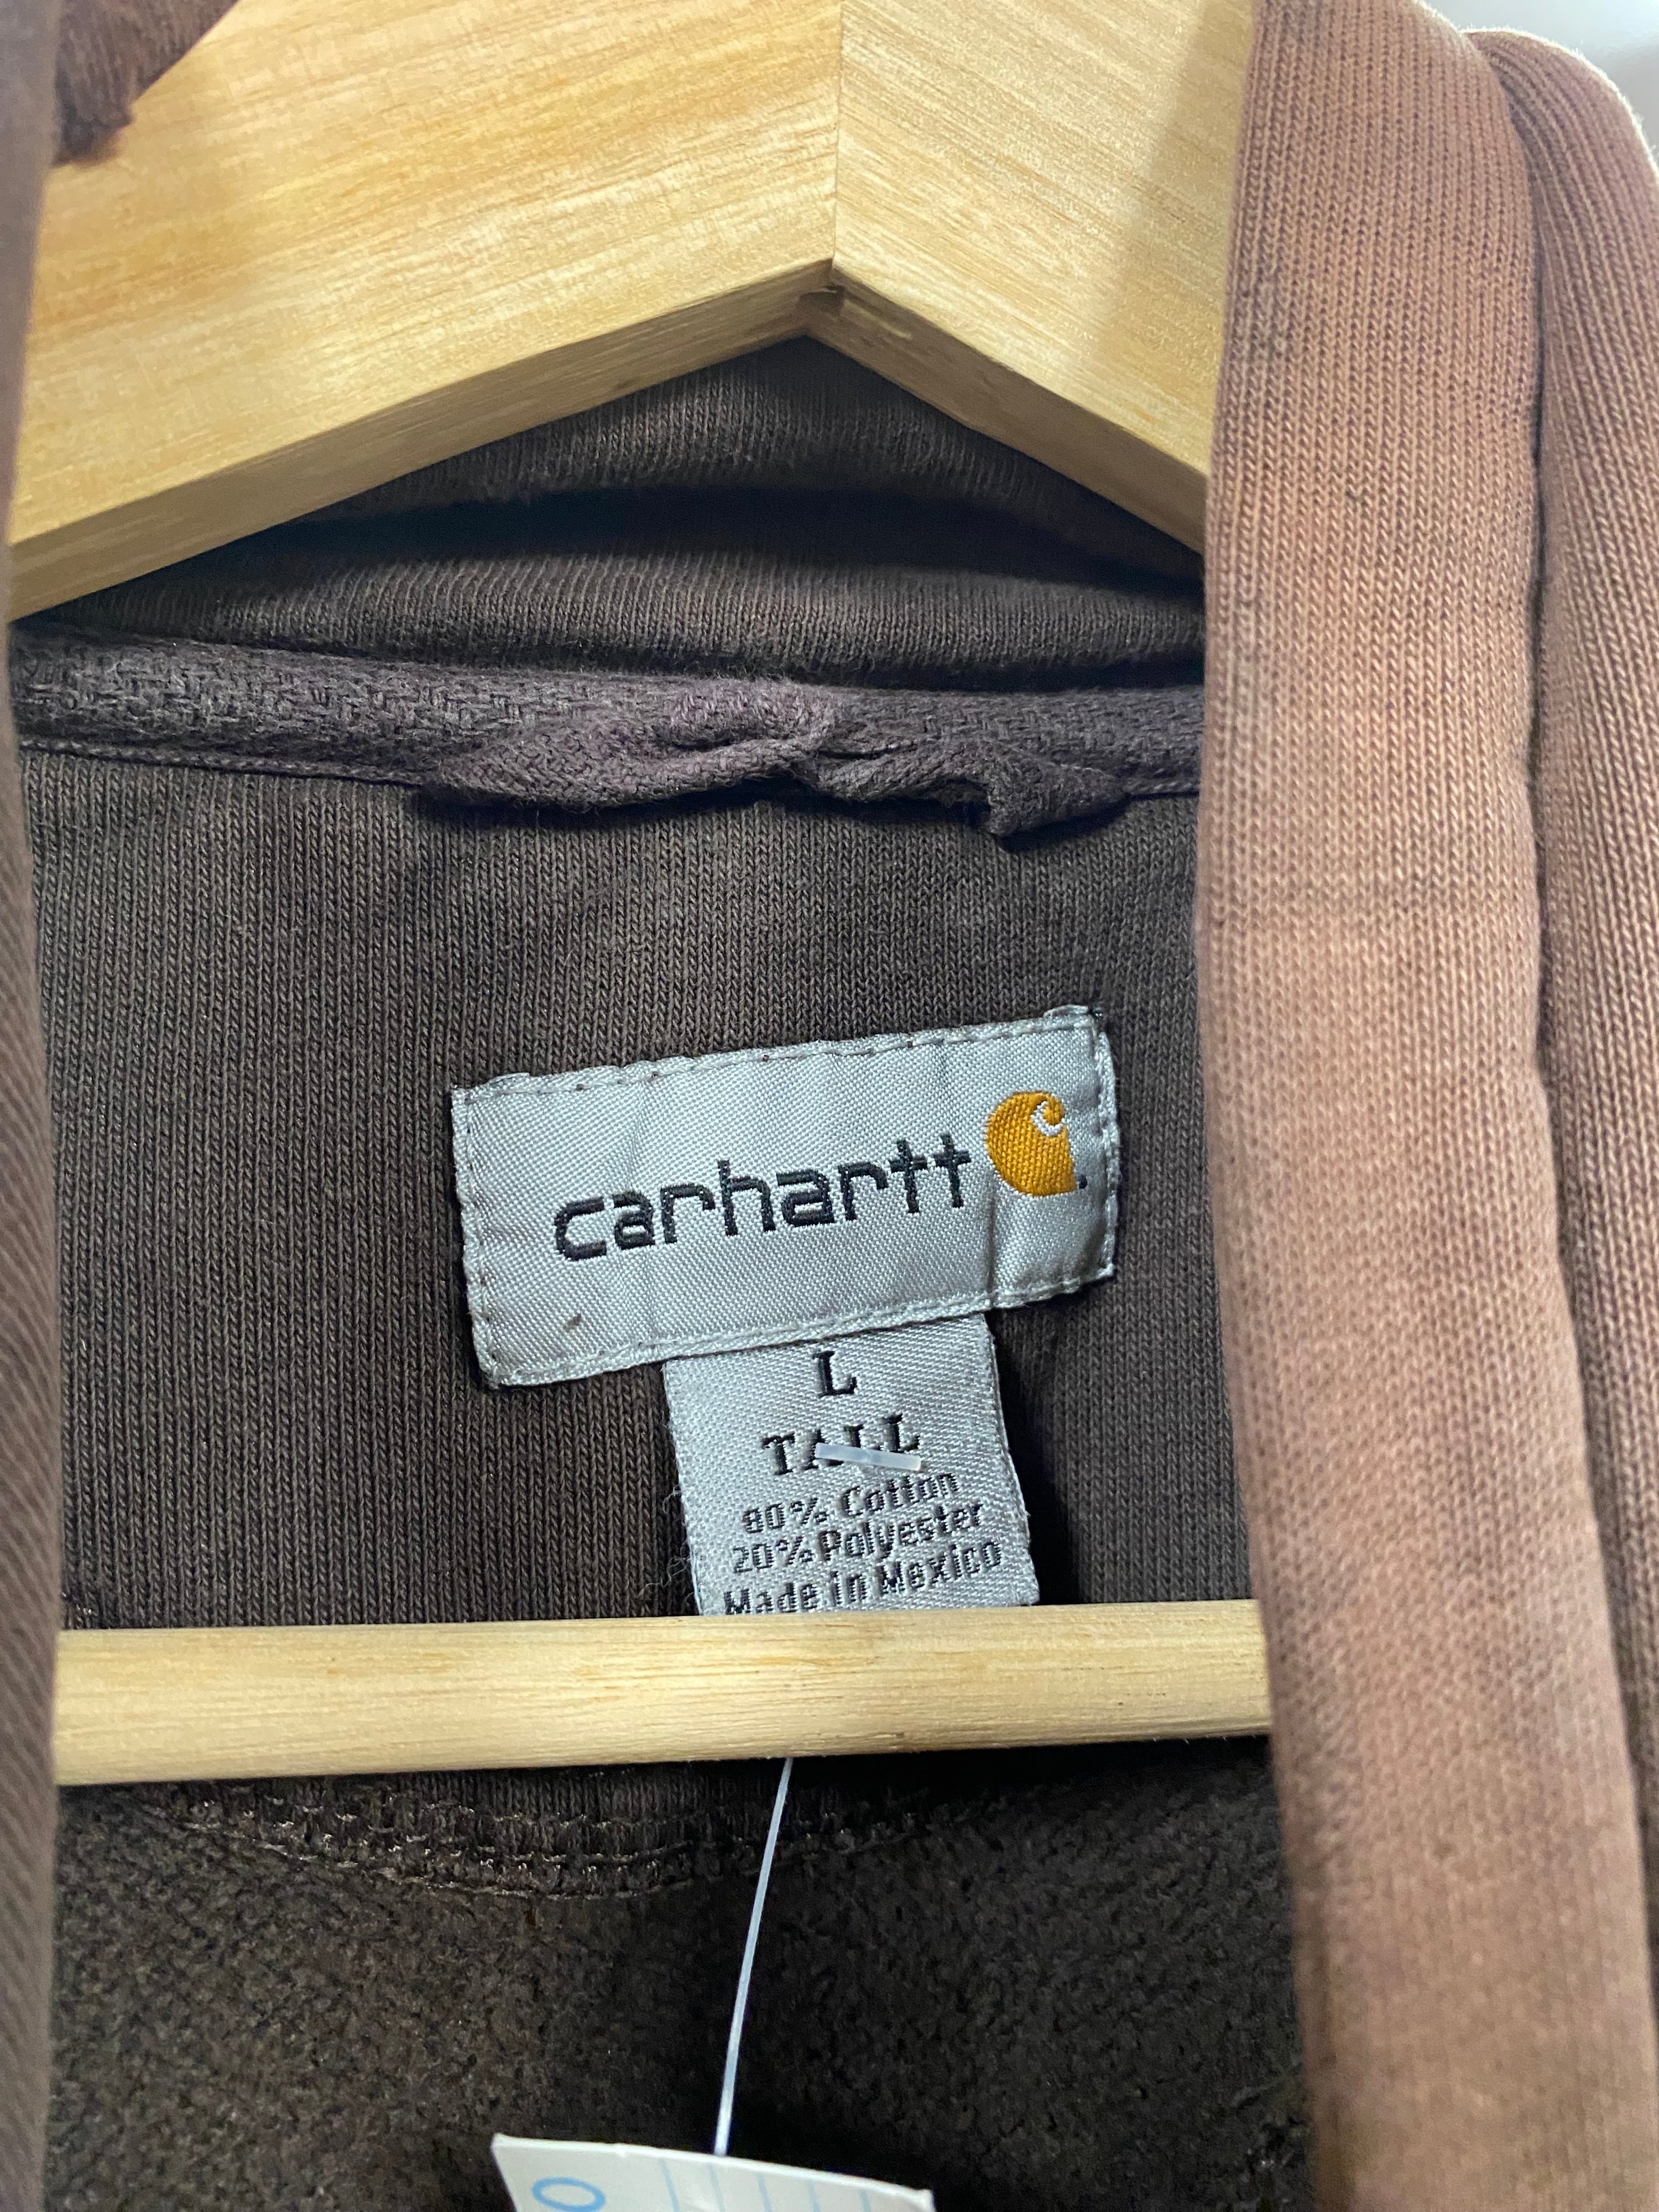 carhartt
L
TALL
80% Cotton
20% Polyester
Made in Mexico